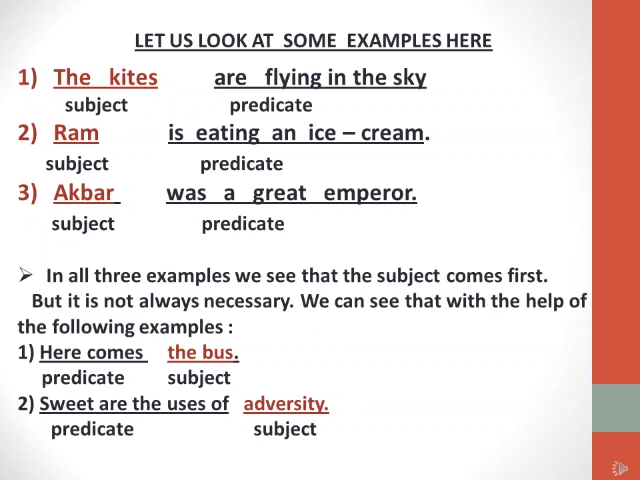 LET US LOOK AT SOME EXAMPLES HERE
1) The kites are flying in the sky
subject predicate
2) Ram is eating an ice – cream.
subject predicate
3) Akbar was a great emperor.
subject predicate
➢ In all three examples we see that the subject comes first.
But it is not always necessary. We can see that with the help of
the following examples :
1) Here comes the bus.
predicate subject
2) Sweet are the uses of adversity.
predicate subject